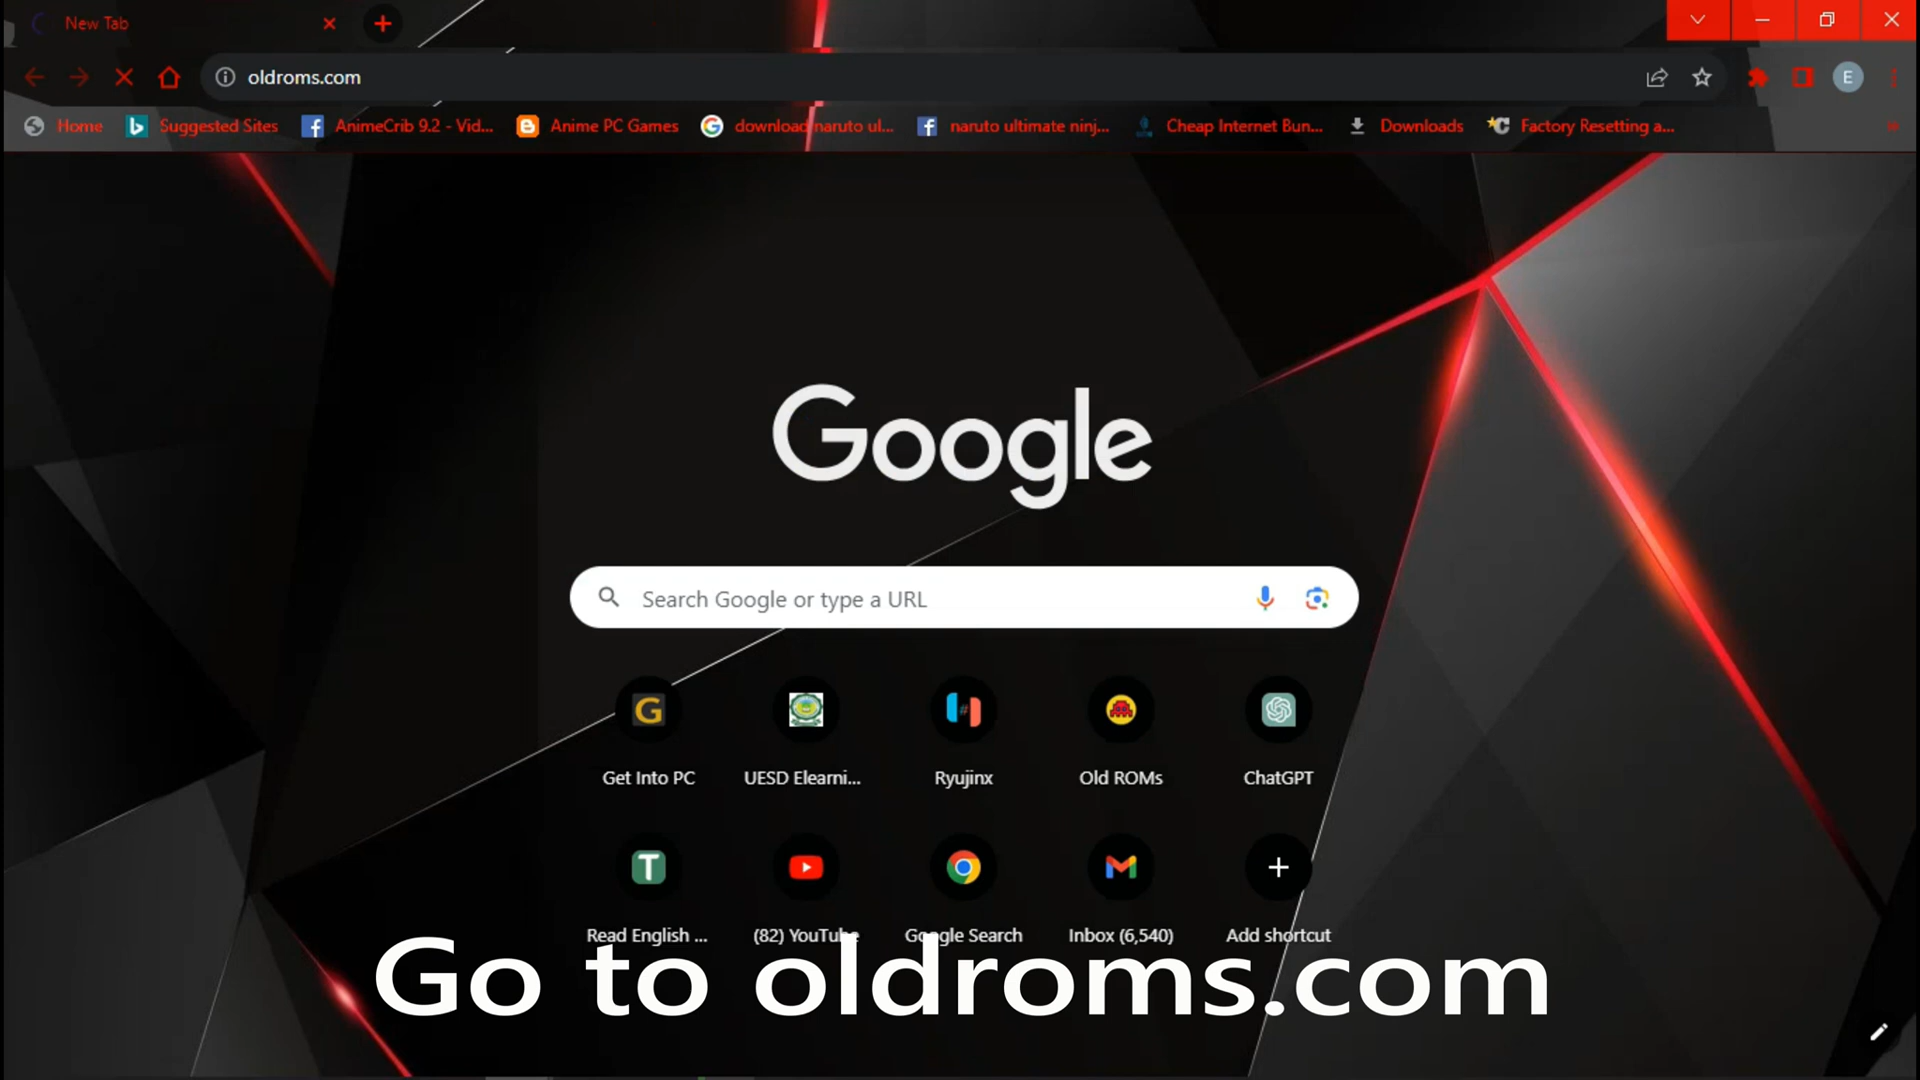 New Tab
oldroms.com
E
Home Suggested Sites AnimeCrib 9.2 - Vid... Anime PC Games download naruto ul... naruto ultimate ninj... Cheap Internet Bun... Downloads Factory Resetting a...
Google
Search Google or type a URL
Get Into PC UESD Elearni... Ryujinx Old ROMs ChatGPT
Read English ... (82) YouTube Google Search Inbox (6,540) Add shortcut
Go to oldroms.com